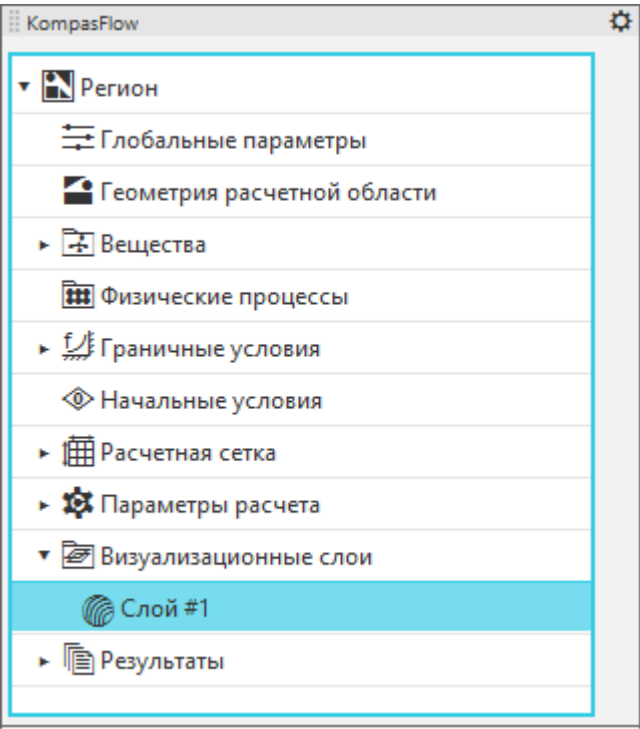 KompasFlow
Регион
Глобальные параметры
Геометрия расчетной области
Вещества
Физические процессы
Граничные условия
Начальные условия
Расчетная сетка
Параметры расчета
Визуализационные слои
Слой #1
Результаты